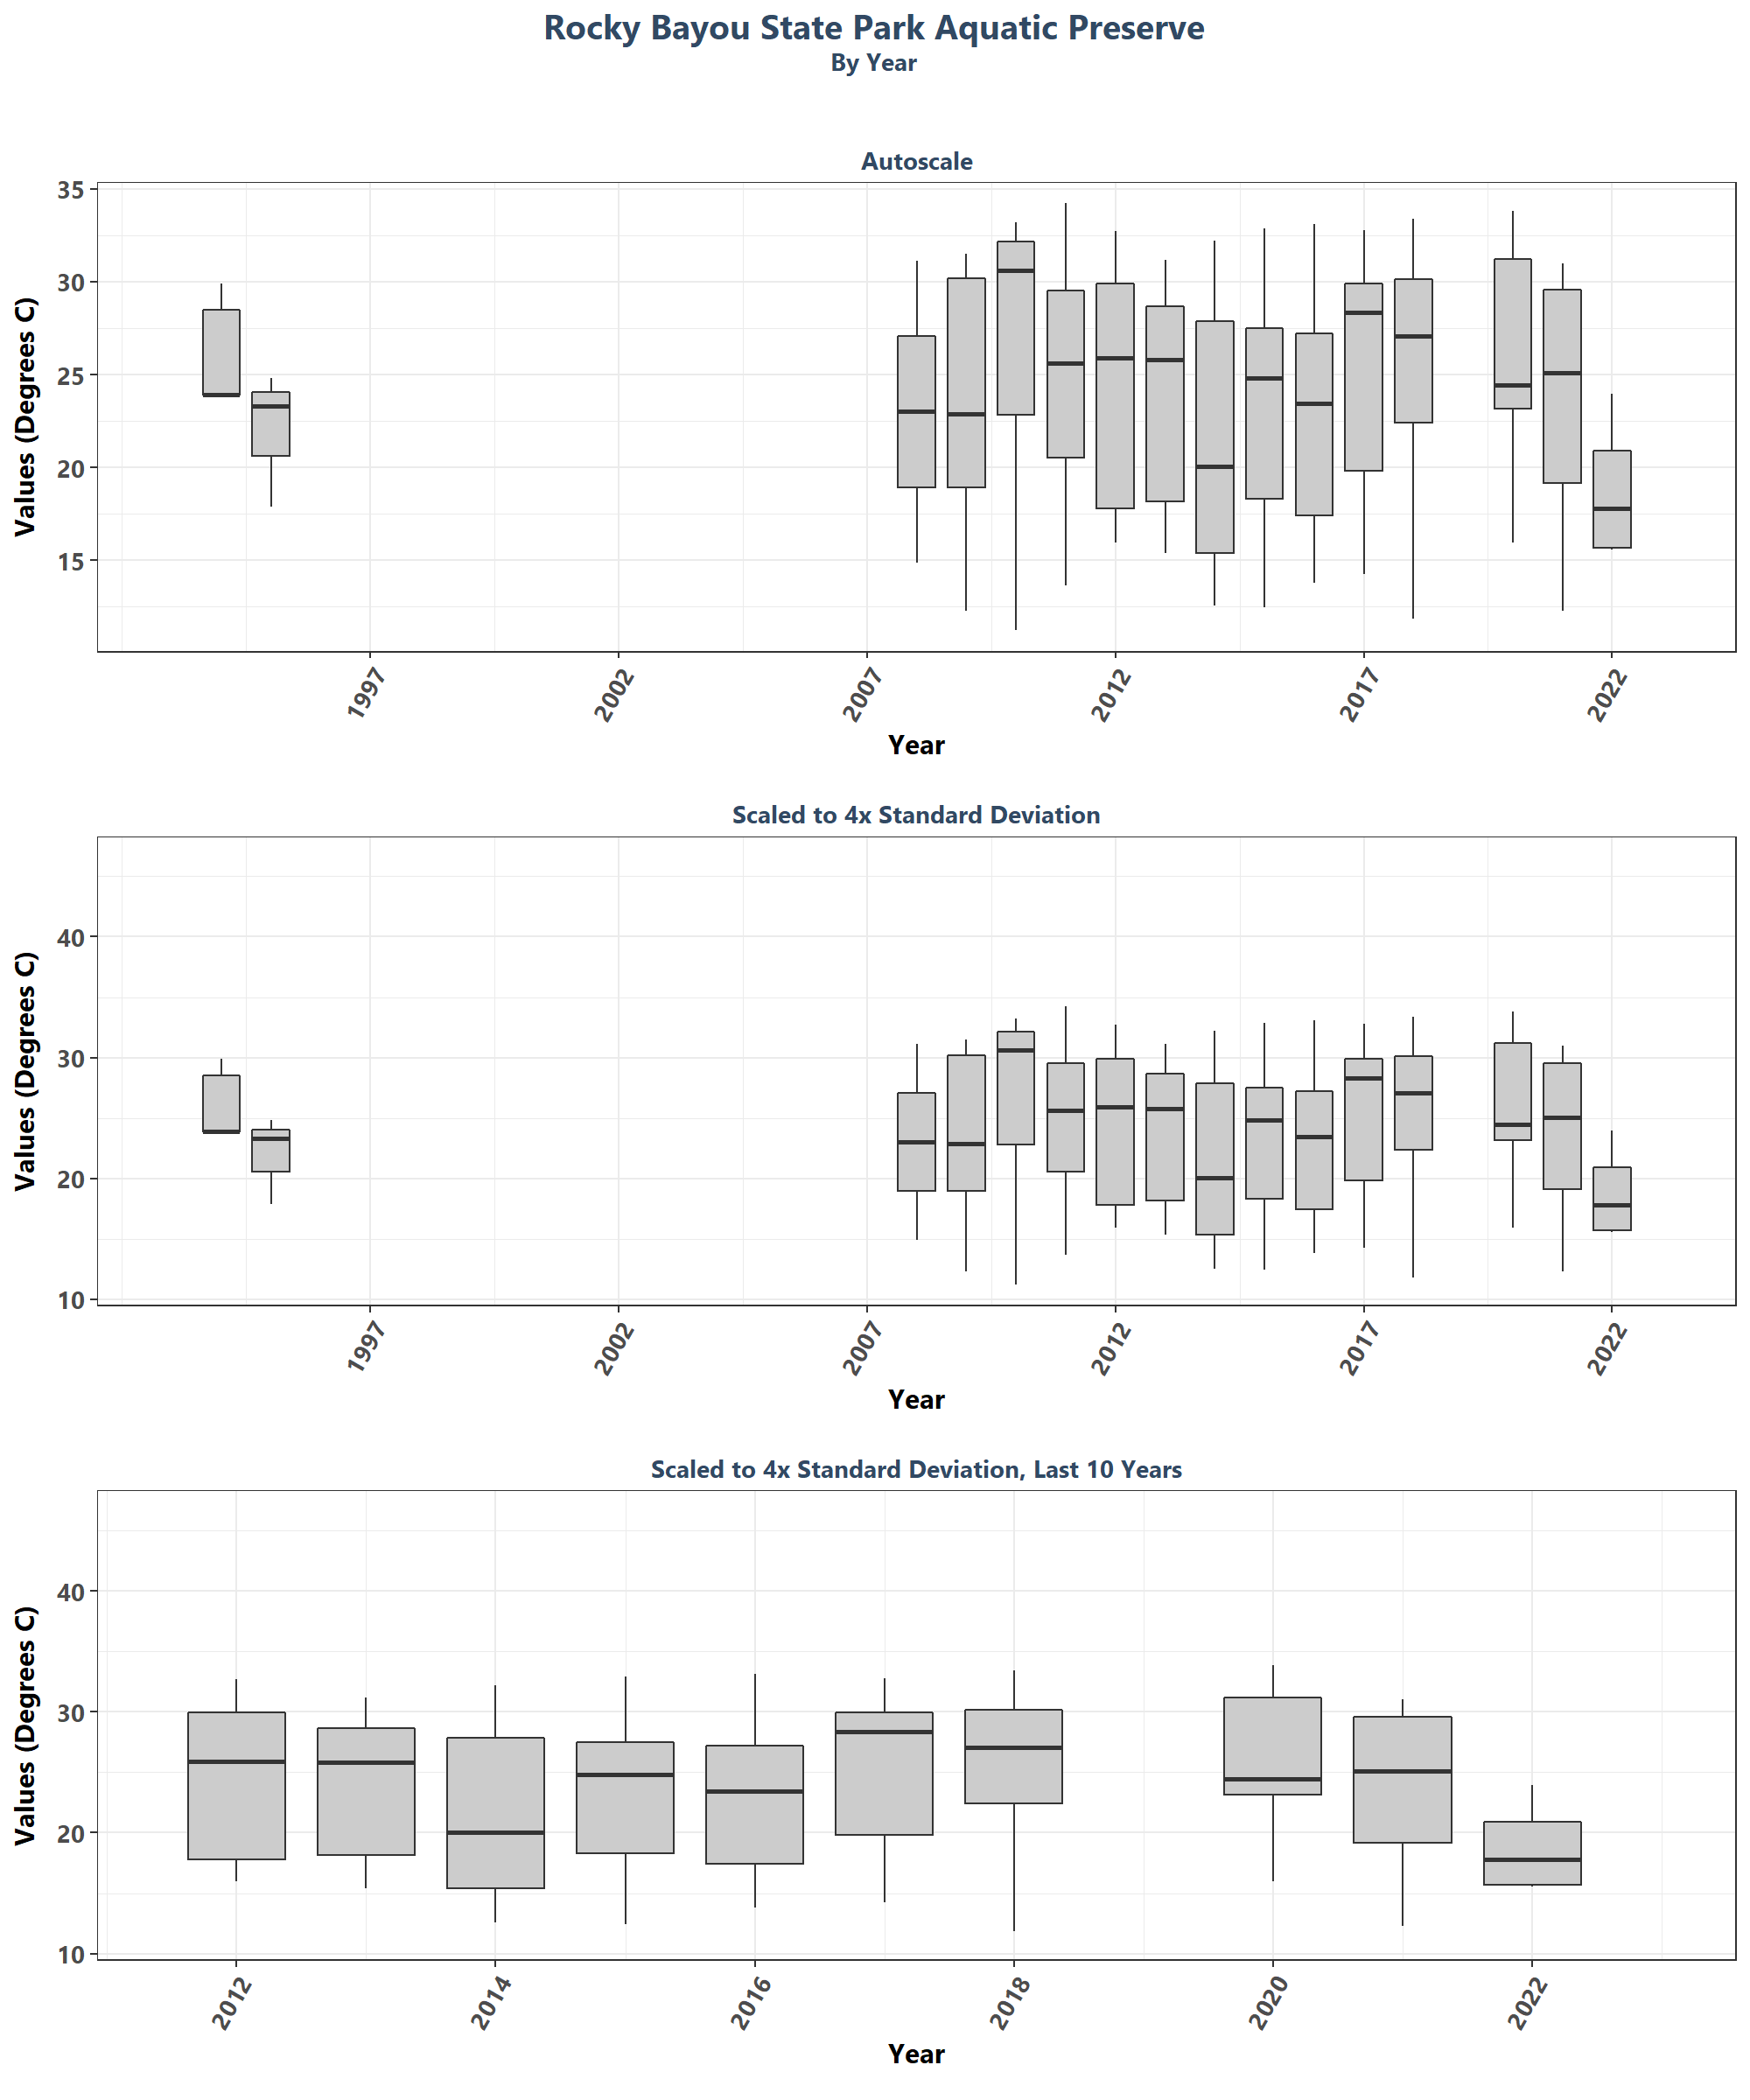 Rocky Bayou State Park Aquatic Preserve
By Year
Autoscale
Values (Degrees C)
35
30
25
20
15
1997
2002
2007
2012
2017
2022
Year
Scaled to 4x Standard Deviation
Values (Degrees C)
40
30
20
10
1997
2002
2007
2012
2017
2022
Year
Scaled to 4x Standard Deviation, Last 10 Years
Values (Degrees C)
40
30
20
10
2012
2014
2016
2018
2020
2022
Year